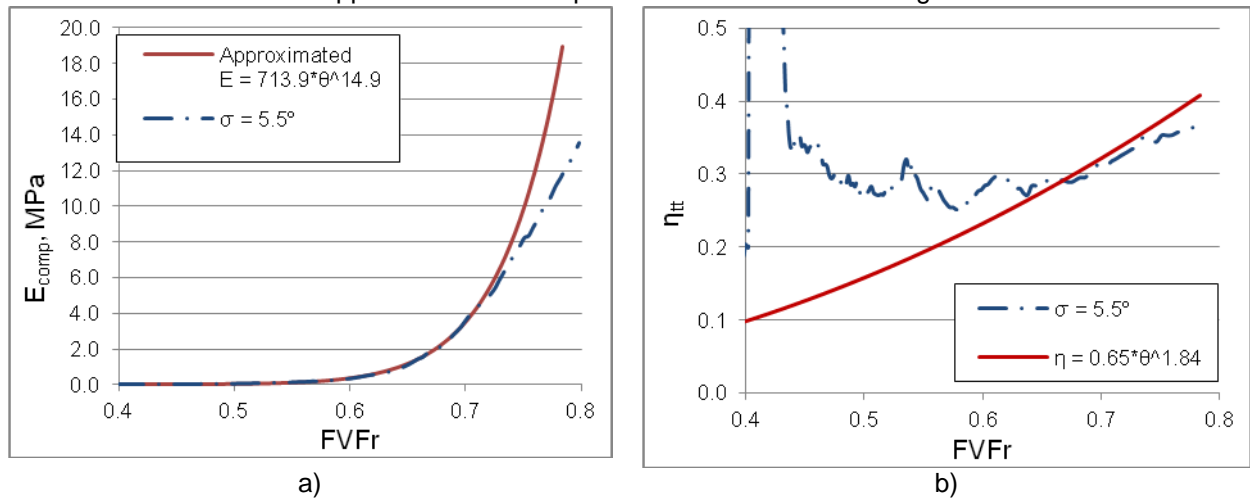 20.0
18.0
16.0
14.0
12.0
10.0
8.0
6.0
4.0
2.0
0.0
E_comp, MPa
Approximated
E = 713.9*θ^14.9
σ = 5.5º
0.4 0.5 0.6 0.7 0.8
FVFr
a)
0.5
0.4
0.3
0.2
0.1
0.0
η_tt
σ = 5.5º
η = 0.65*θ^1.84
0.4 0.5 0.6 0.7 0.8
FVFr
b)